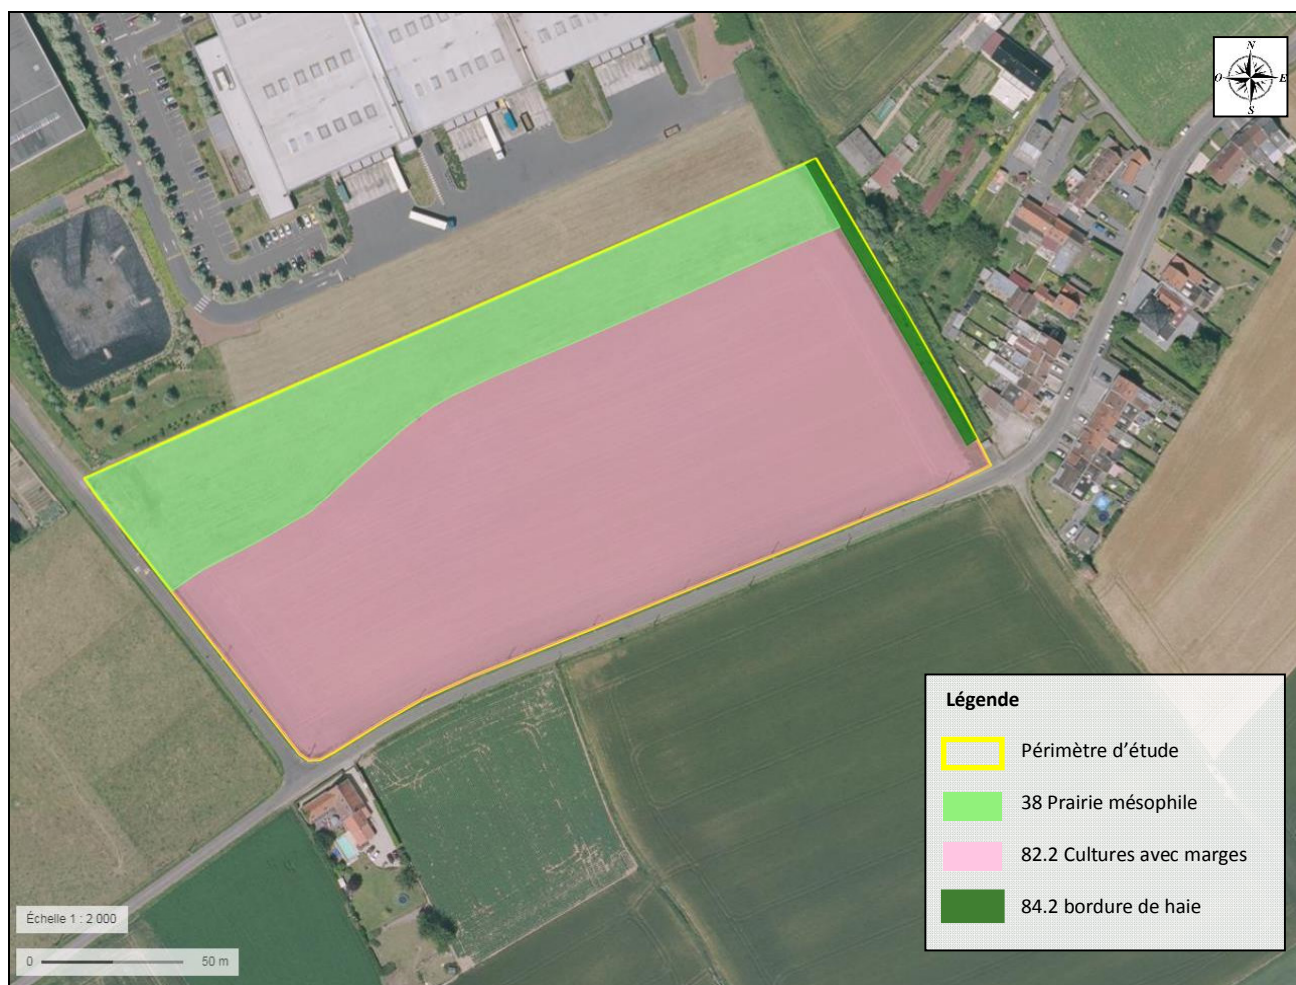 N
O E
S
Légende
Périmètre d'étude
38 Prairie mésophile
82.2 Cultures avec marges
84.2 bordure de haie
Échelle 1 : 2 000
0 50 m